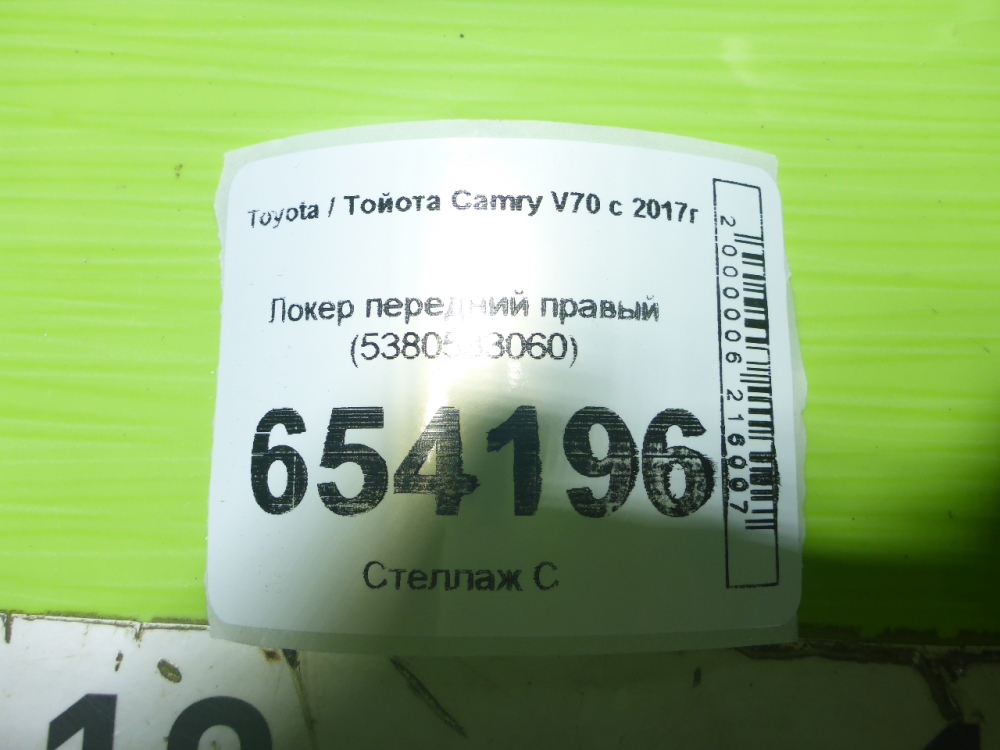 Toyota / Тойота Camry V70 с 2017г
Локер передний правый
654196
Стеллаж С
2000006216007